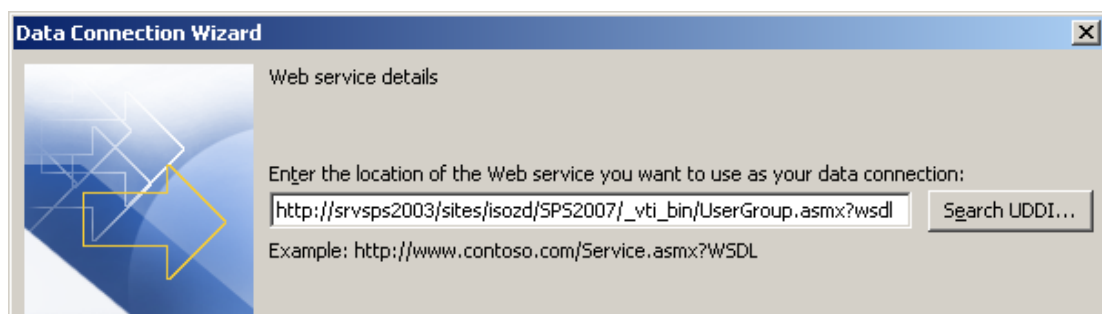 Data Connection Wizard
Web service details
Enter the location of the Web service you want to use as your data connection:
http://srvsps2003/sites/isozd/SPS2007/_vti_bin/UserGroup.asmx?wsdl
Search UDDI...
Example: http://www.contoso.com/Service.asmx?WSDL